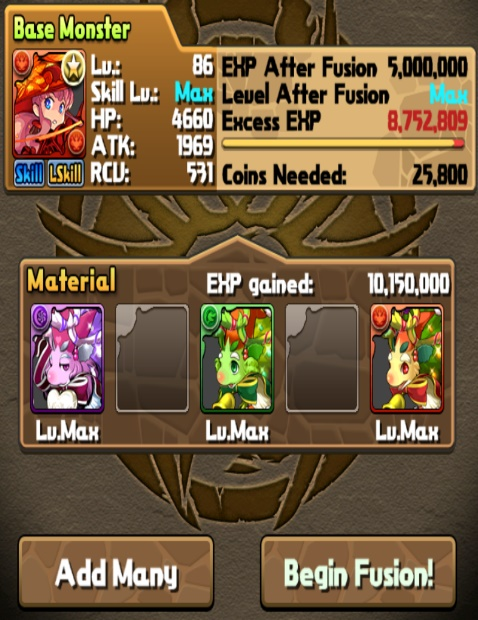 Base Monster
Lv.: 86
Skill Lv.: Max
HP: 4660
ATK: 1969
RCV: 531
Skill LSkill
EXP After Fusion 5,000,000
Level After Fusion Max
Excess EXP 8,752,809
Coins Needed: 25,800
Material EXP gained: 10,150,000
Lv.Max Lv.Max Lv.Max
Add Many Begin Fusion!